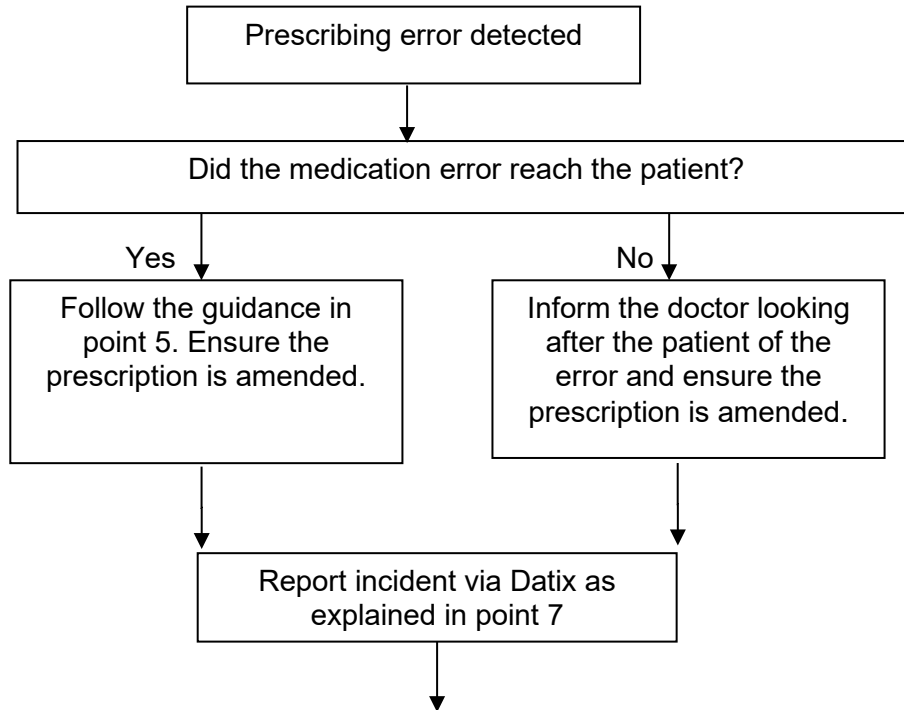 Prescribing error detected
Did the medication error reach the patient?
Yes
No
Follow the guidance in
point 5. Ensure the
prescription is amended.
Inform the doctor looking
after the patient of the
error and ensure the
prescription is amended.
Report incident via Datix as
explained in point 7